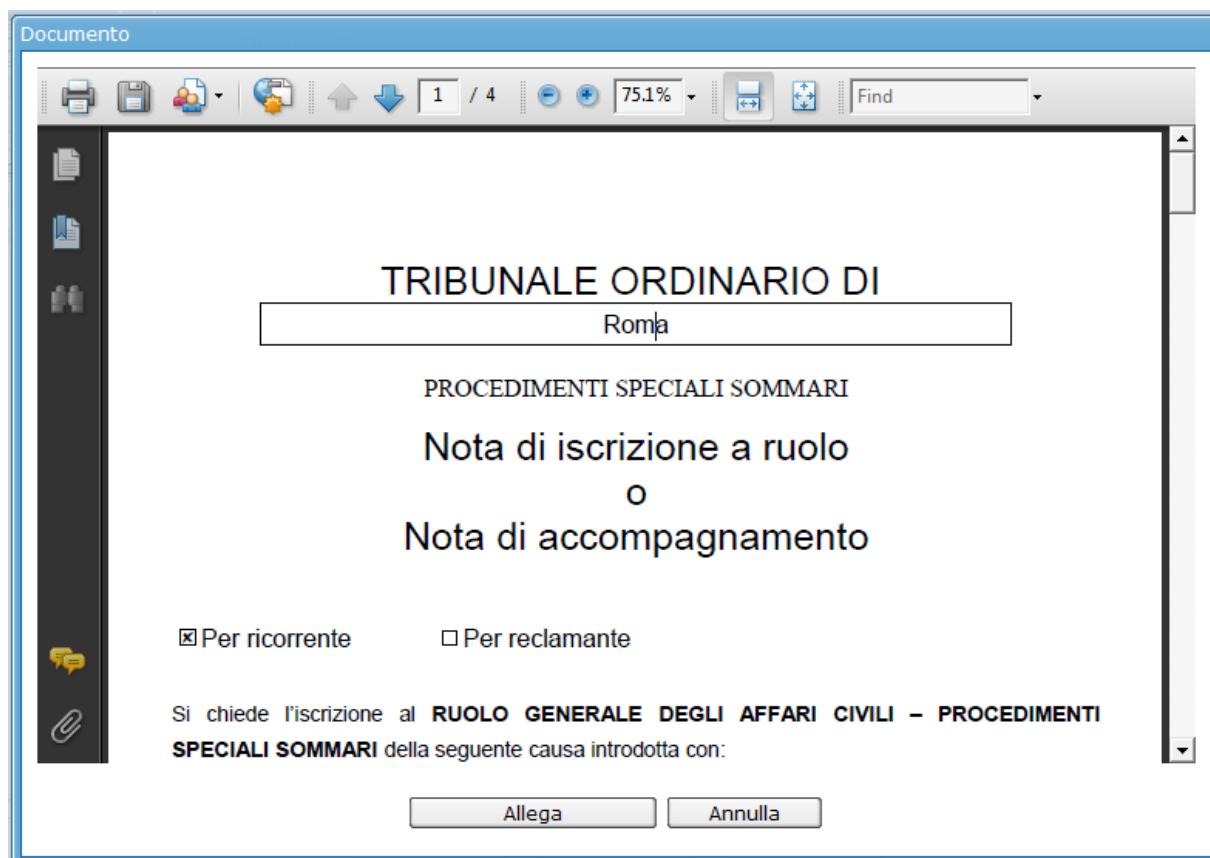 Documento
1 / 4 75.1% Find
TRIBUNALE ORDINARIO DI
Roma
PROCEDIMENTI SPECIALI SOMMARI
Nota di iscrizione a ruolo
o
Nota di accompagnamento
Per ricorrente Per reclamante
Si chiede l'iscrizione al RUOLO GENERALE DEGLI AFFARI CIVILI – PROCEDIMENTI
SPECIALI SOMMARI della seguente causa introdotta con:
Allega Annulla